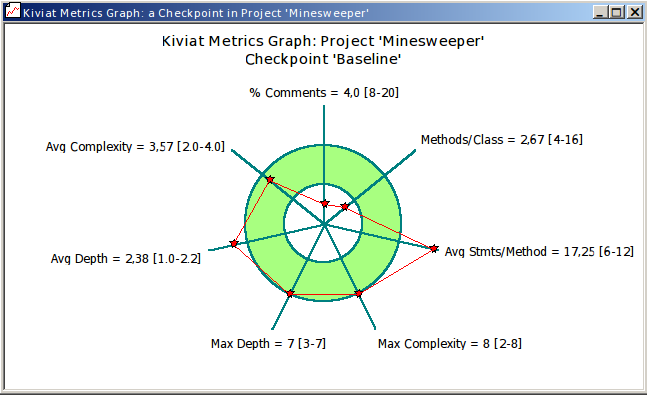 Kiviat Metrics Graph: a Checkpoint in Project 'Minesweeper'
Kiviat Metrics Graph: Project 'Minesweeper'
Checkpoint 'Baseline'
% Comments = 4,0 [8-20]
Methods/Class = 2,67 [4-16]
Avg Complexity = 3,57 [2.0-4.0]
Avg Stmts/Method = 17,25 [6-12]
Avg Depth = 2,38 [1.0-2.2]
Max Depth = 7 [3-7]
Max Complexity = 8 [2-8]